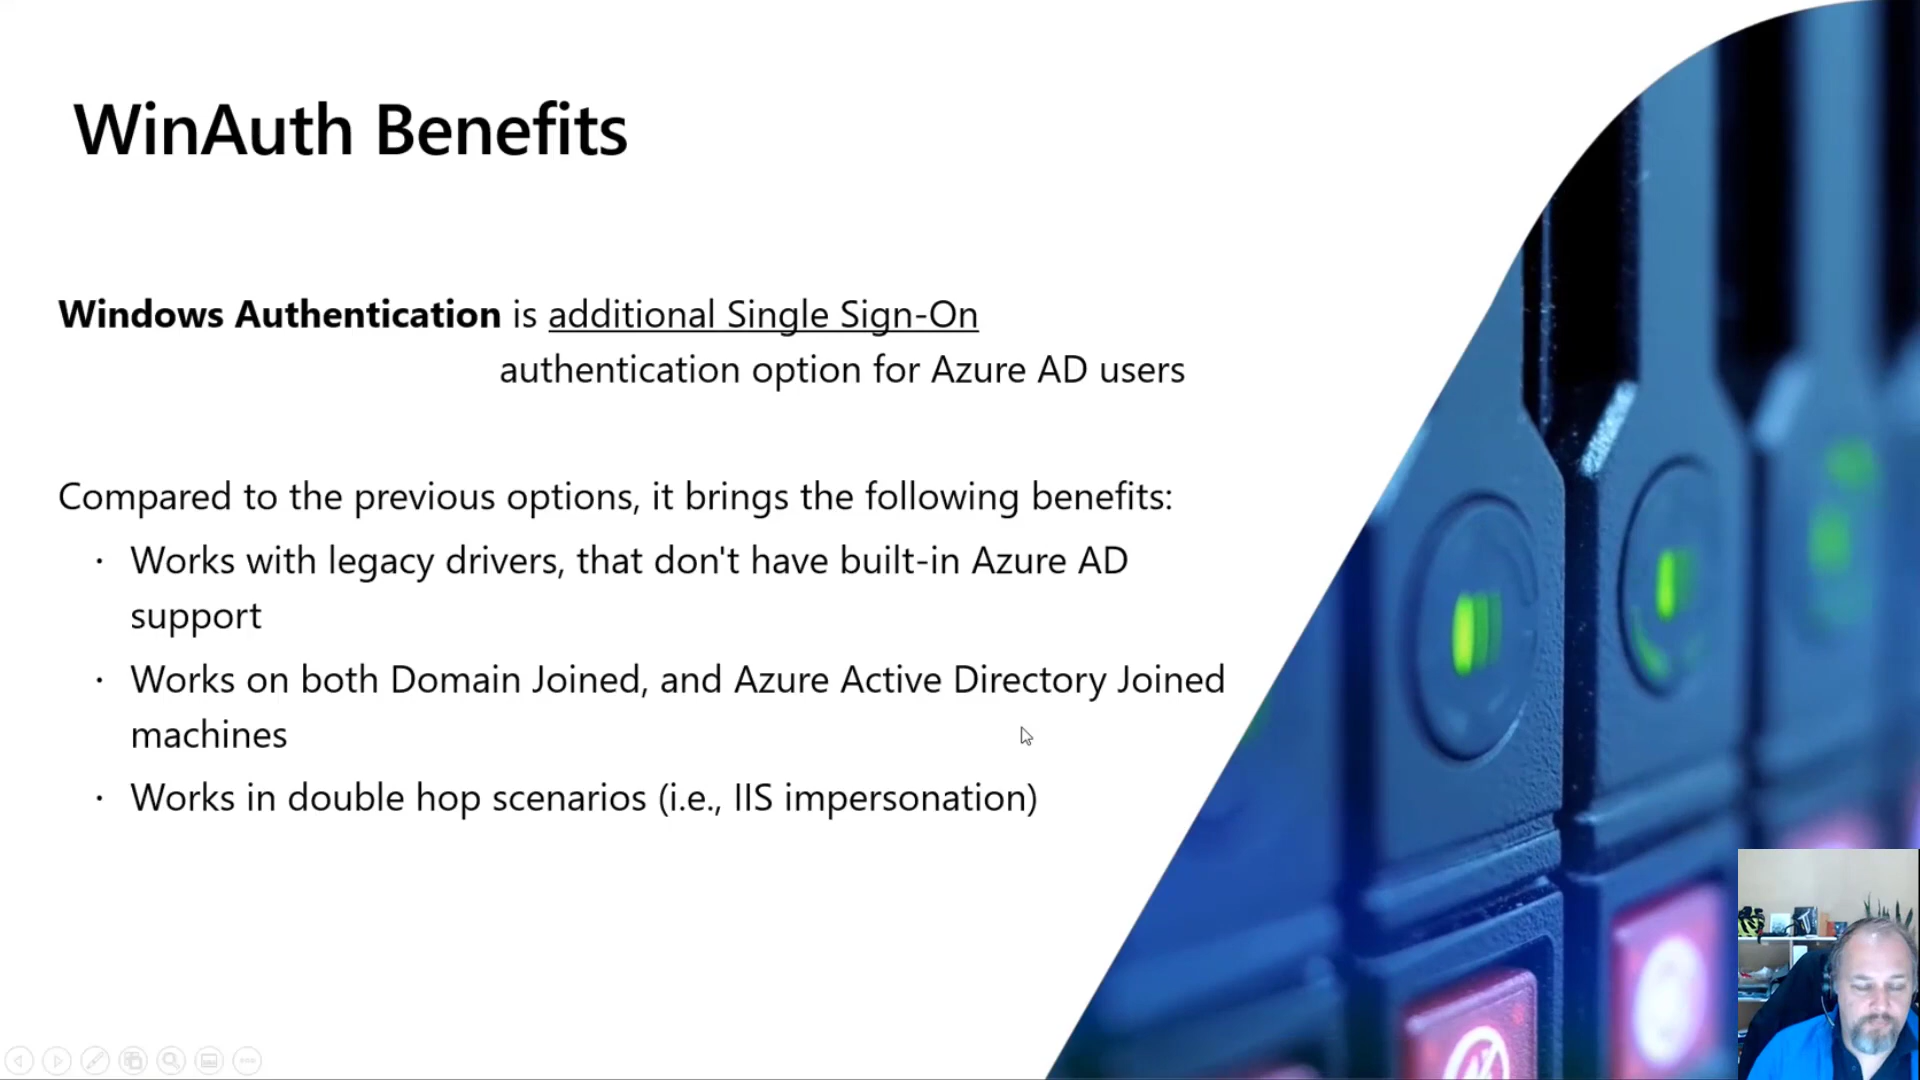 WinAuth Benefits
Windows Authentication is additional Single Sign-On
authentication option for Azure AD users
Compared to the previous options, it brings the following benefits:
· Works with legacy drivers, that don't have built-in Azure AD
support
· Works on both Domain Joined, and Azure Active Directory Joined
machines
· Works in double hop scenarios (i.e., IIS impersonation)